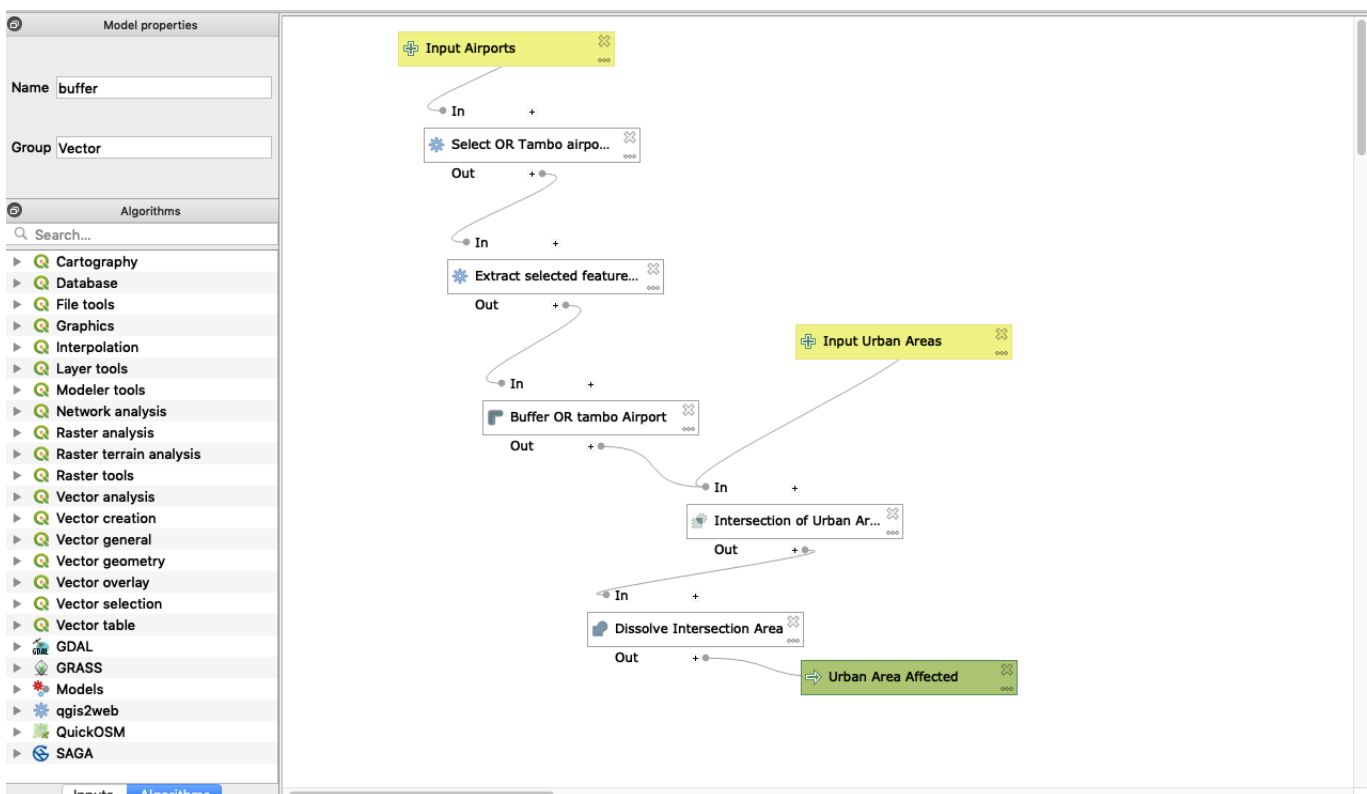 Model properties
Name buffer
Group Vector
Algorithms
Search...
Cartography
Database
File tools
Graphics
Interpolation
Layer tools
Modeler tools
Network analysis
Raster analysis
Raster terrain analysis
Raster tools
Vector analysis
Vector creation
Vector general
Vector geometry
Vector overlay
Vector selection
Vector table
GDAL
GRASS
Models
qgis2web
QuickOSM
SAGA
Inputs Algorithms
Input Airports
In +
Select OR Tambo airpo...
Out +
In +
Extract selected feature...
Out +
Input Urban Areas
In +
Buffer OR tambo Airport
Out +
In +
Intersection of Urban Ar...
Out +
In +
Dissolve Intersection Area
Out +
Urban Area Affected